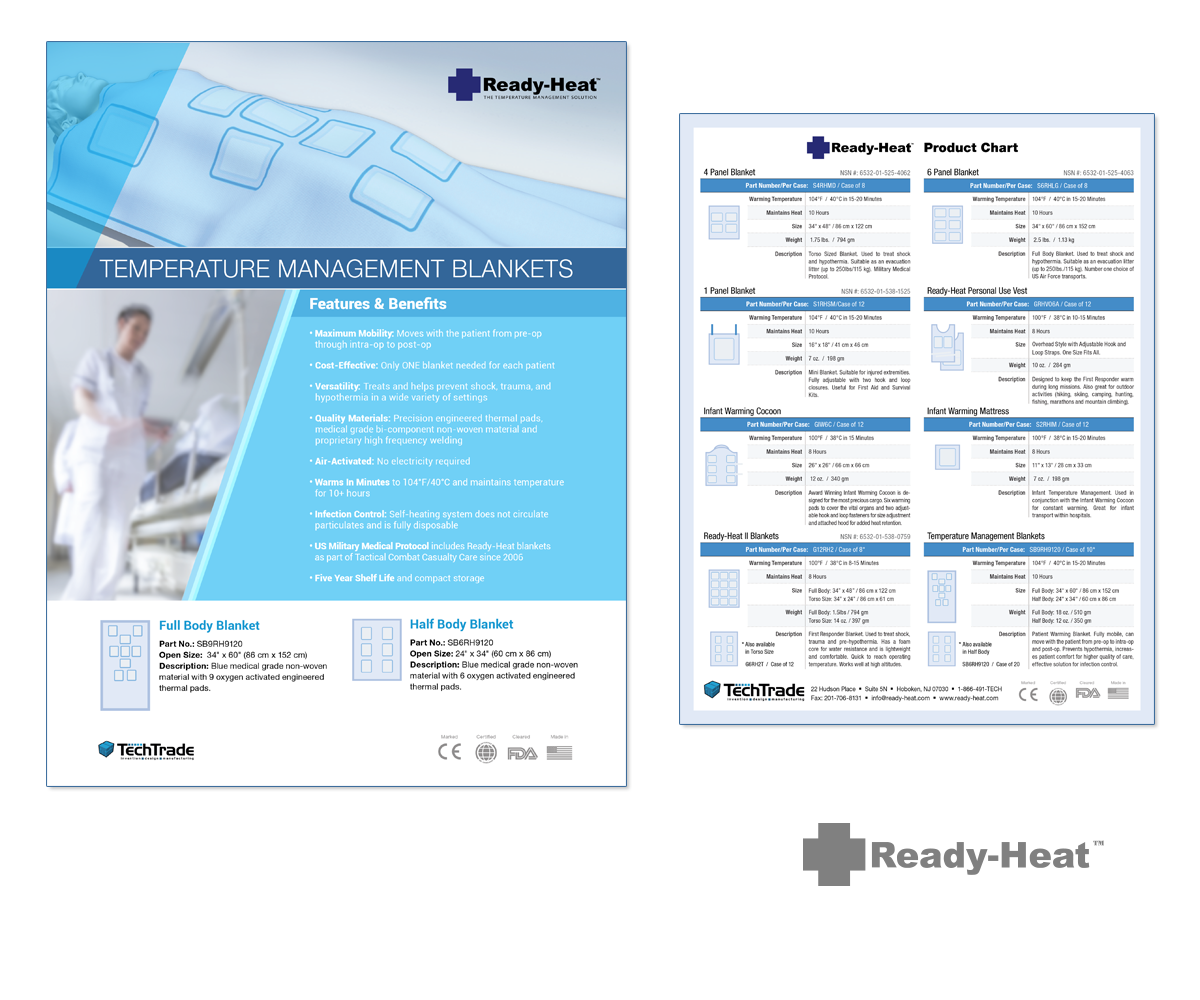 Ready-Heat™
THE TEMPERATURE MANAGEMENT SOLUTION
TEMPERATURE MANAGEMENT BLANKETS
Features & Benefits
• Maximum Mobility: Moves with the patient from pre-op
through intra-op to post-op
• Cost-Effective: Only ONE blanket needed for each patient
• Versatility: Treats and helps prevent shock, trauma, and
hypothermia in a wide variety of settings
• Quality Materials: Precision engineered thermal pads,
medical grade bi-component non-woven material and
proprietary high frequency welding
• Air-Activated: No electricity required
• Warms In Minutes to 104°F/40°C and maintains temperature
for 10+ hours
• Infection Control: Self-heating system does not circulate
particulates and is fully disposable
• US Military Medical Protocol includes Ready-Heat blankets
as part of Tactical Combat Casualty Care since 2006
• Five Year Shelf Life and compact storage
Full Body Blanket
Part No.: SB9RH9120
Open Size: 34" x 60" (86 cm x 152 cm)
Description: Blue medical grade non-woven
material with 9 oxygen activated engineered
thermal pads.
Half Body Blanket
Part No.: SB6RH9120
Open Size: 24" x 34" (60 cm x 86 cm)
Description: Blue medical grade non-woven
material with 6 oxygen activated engineered
thermal pads.
TechTrade
invention design manufacturing
Marked Certified Cleared Made in
CE FDA
Ready-Heat™ Product Chart
4 Panel Blanket NSN #: 6532-01-525-4062
Part Number/Per Case: S4RHMD / Case of 8
Warming Temperature 104°F / 40°C in 15-20 Minutes
Maintains Heat 10 Hours
Size 34" x 48" / 86 cm x 122 cm
Weight 1.75 lbs. / 794 gm
Description Torso Sized Blanket. Used to treat shock
and hypothermia. Suitable as an evacuation
litter (up to 250lbs/115 kg). Military Medical
Protocol.
6 Panel Blanket NSN #: 6532-01-525-4063
Part Number/Per Case: S6RHLG / Case of 8
Warming Temperature 104°F / 40°C in 15-20 Minutes
Maintains Heat 10 Hours
Size 34" x 60" / 86 cm x 152 cm
Weight 2.5 lbs. / 1.13 kg
Description Full Body Blanket. Used to treat shock and
hypothermia. Suitable as an evacuation litter
(up to 250lbs./115 kg). Number one choice of
US Air Force transports.
1 Panel Blanket NSN #: 6532-01-538-1525
Part Number/Per Case: S1RHSM/Case of 12
Warming Temperature 104°F / 40°C in 15-20 Minutes
Maintains Heat 10 Hours
Size 16" x 18" / 41 cm x 46 cm
Weight 7 oz. / 198 gm
Description Mini Blanket. Suitable for injured extremities.
Fully adjustable with two hook and loop
closures. Useful for First Aid and Survival
Kits.
Ready-Heat Personal Use Vest
Part Number/Per Case: GRHVO6A / Case of 12
Warming Temperature 100°F / 38°C in 10-15 Minutes
Maintains Heat 8 Hours
Size Overhead Style with Adjustable Hook and
Loop Straps. One Size Fits All.
Weight 10 oz. / 284 gm
Description Designed to keep the First Responder warm
during long missions. Also great for outdoor
activities (hiking, skiing, camping, hunting,
fishing, marathons and mountain climbing).
Infant Warming Cocoon
Part Number/Per Case: GIW6C / Case of 12
Warming Temperature 100°F / 38°C in 15 Minutes
Maintains Heat 8 Hours
Size 26" x 26" / 66 cm x 66 cm
Weight 12 oz. / 340 gm
Description Award Winning Infant Warming Cocoon is de-
signed for the most precious cargo. Six warming
pads to cover the vital organs and two adjust-
able hook and loop fasteners for size adjustment
and attached hood for added heat retention.
Infant Warming Mattress
Part Number/Per Case: S2RHIM / Case of 12
Warming Temperature 100°F / 38°C in 15-20 Minutes
Maintains Heat 8 Hours
Size 11" x 13" / 28 cm x 33 cm
Weight 7 oz. / 198 gm
Description Infant Temperature Management. Used in
conjunction with the Infant Warming Cocoon
for constant warming. Great for infant
transport within hospitals.
Ready-Heat II Blankets NSN #: 6532-01-538-0759
Part Number/Per Case: G12RH2 / Case of 8*
Warming Temperature 100°F / 38°C in 8-15 Minutes
Maintains Heat 8 Hours
Size Full Body: 34" x 48" / 86 cm x 122 cm
Torso Size: 34" x 24" / 86 cm x 61 cm
Weight Full Body: 1.5lbs / 794 gm
Torso Size: 14 oz. / 397 gm
Description First Responder Blanket. Used to treat shock,
trauma and pre-hypothermia. Has a foam
core for water resistance and is lightweight
and comfortable. Quick to reach operating
temperature. Works well at high altitudes.
* Also available
in Torso Size
G6RH2T / Case of 12
Temperature Management Blankets
Part Number/Per Case: SB9RH9120 / Case of 10*
Warming Temperature 104°F / 40°C in 15-20 Minutes
Maintains Heat 10 Hours
Size Full Body: 34" x 60" / 86 cm x 152 cm
Half Body: 24" x 34" / 60 cm x 86 cm
Weight Full Body: 18 oz. / 510 gm
Half Body: 12 oz. / 350 gm
Description Patient Warming Blanket. Fully mobile, can
move with the patient from pre-op to intra-op
and post-op. Prevents hypothermia, increas-
es patient comfort for higher quality of care,
effective solution for infection control.
* Also available
in Half Body
SB6RH9120 / Case of 20
TechTrade
invention design manufacturing
22 Hudson Place • Suite 5N • Hoboken, NJ 07030 • 1-866-491-TECH
Fax: 201-706-8131 • info@ready-heat.com • www.ready-heat.com
Marked Certified Cleared Made in
CE FDA
Ready-Heat™